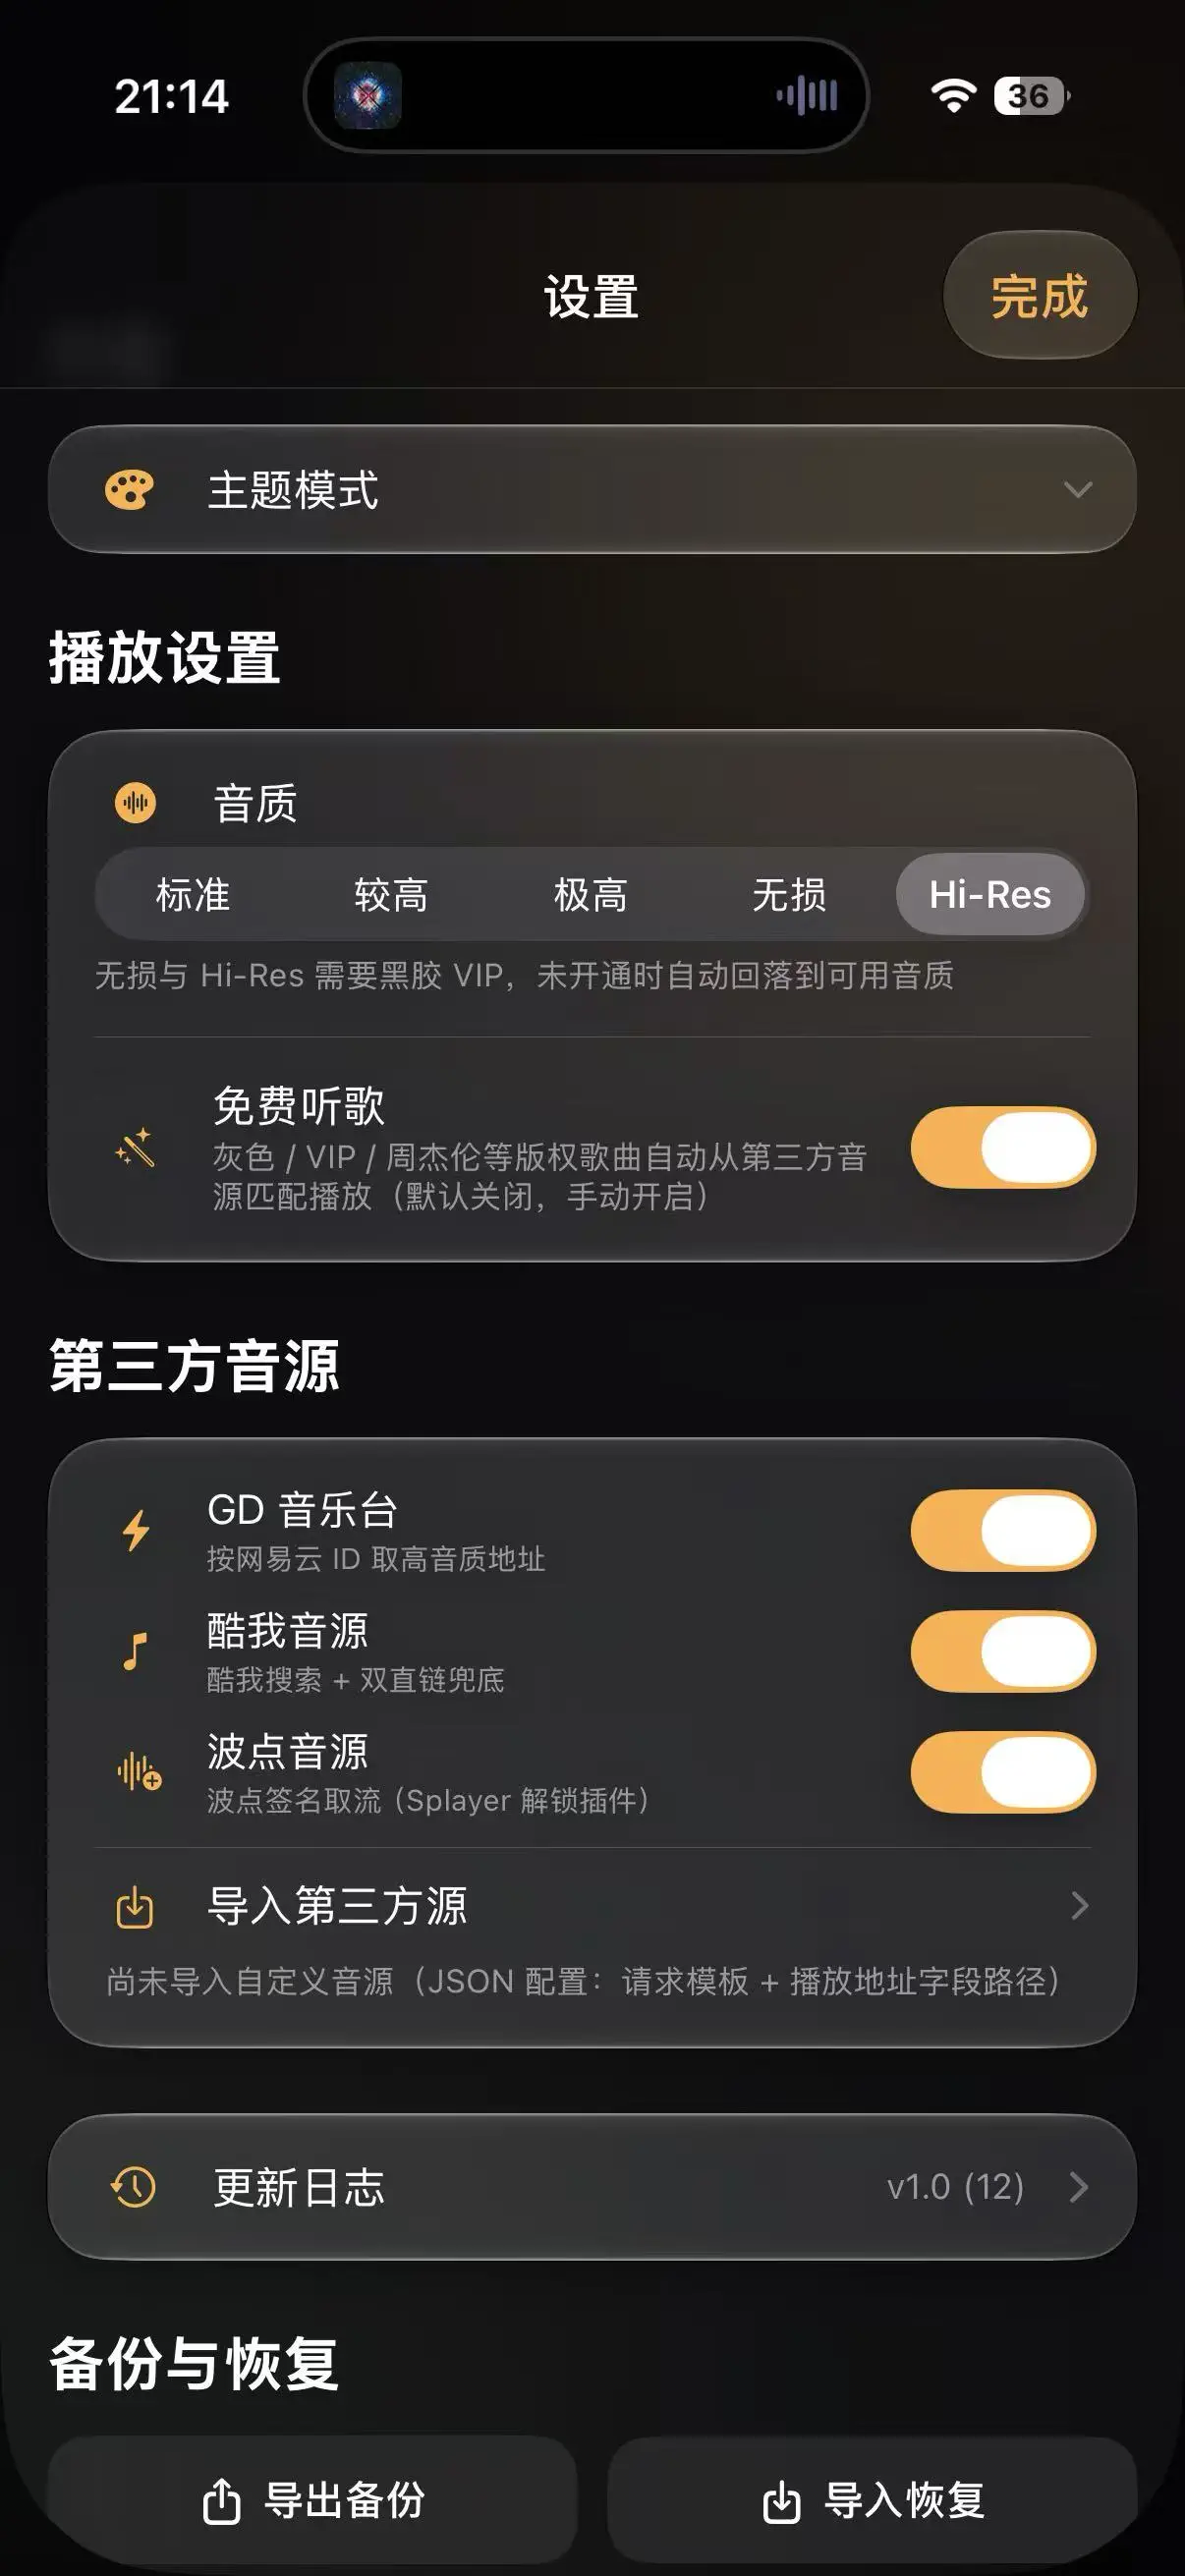 21:14
36
设置
完成
主题模式
播放设置
音质
标准 较高 极高 无损 Hi-Res
无损与 Hi-Res 需要黑胶 VIP，未开通时自动回落到可用音质
免费听歌
灰色 / VIP / 周杰伦等版权歌曲自动从第三方音
源匹配播放（默认关闭，手动开启）
第三方音源
GD 音乐台
按网易云 ID 取高音质地址
酷我音源
酷我搜索 + 双直链兜底
波点音源
波点签名取流（Splayer 解锁插件）
导入第三方源
尚未导入自定义音源（JSON 配置：请求模板 + 播放地址字段路径）
更新日志
v1.0 (12)
备份与恢复
导出备份
导入恢复